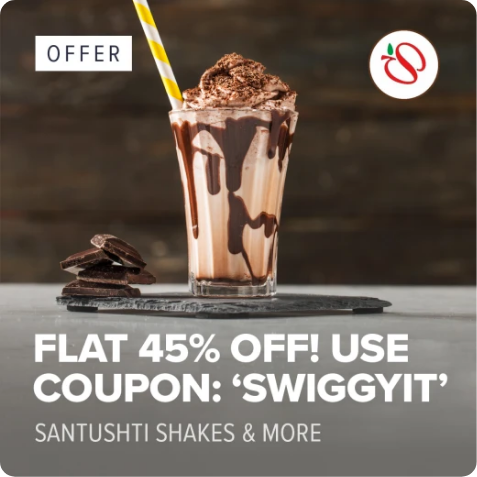 OFFER
FLAT 45% OFF! USE
COUPON: ‘SWIGGYIT’
SANTUSHTI SHAKES & MORE